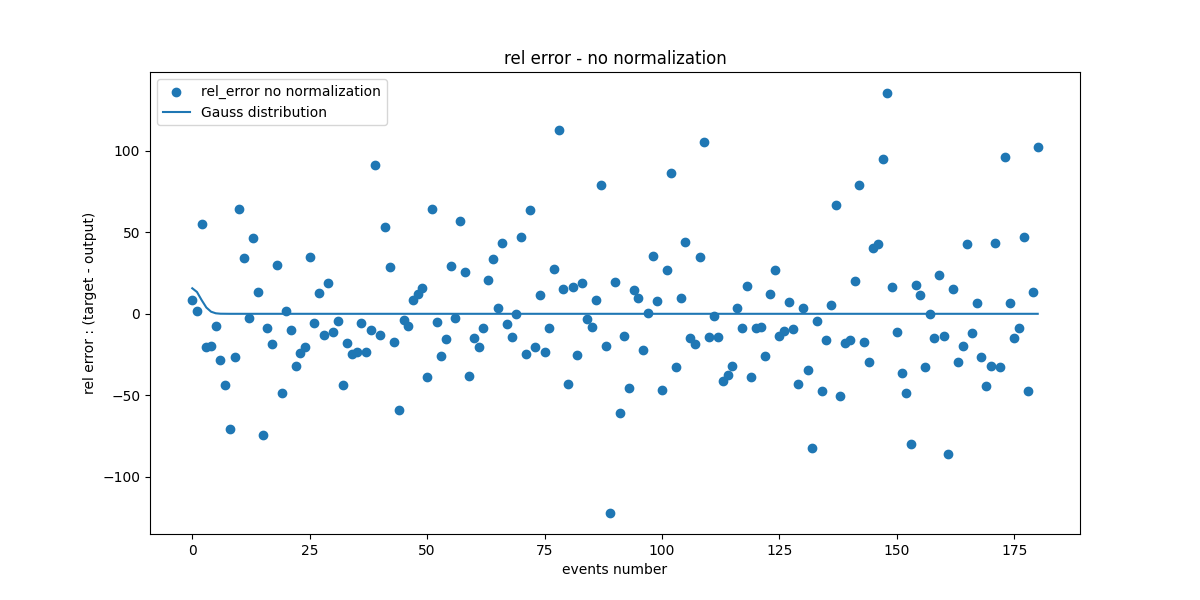 rel error - no normalization
rel_error no normalization
Gauss distribution
rel error : (target - output)
100
50
0
−50
−100
0
25
50
75
100
125
150
175
events number